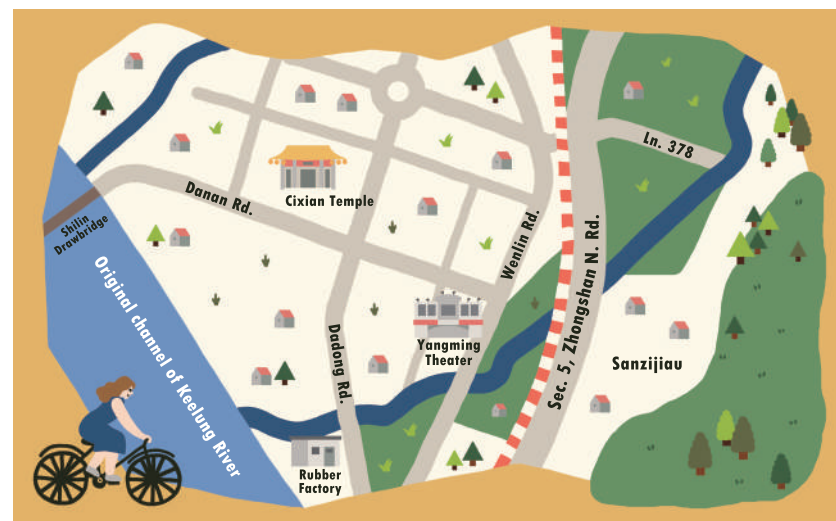 Ln. 378
Danan Rd.
Cixian Temple
Shilin
Drawbridge
Wenlin Rd.
Original channel of Keelung River
Sec. 5, Zhongshan N. Rd.
Dadong Rd.
Yangming
Theater
Sanzijiau
Rubber
Factory